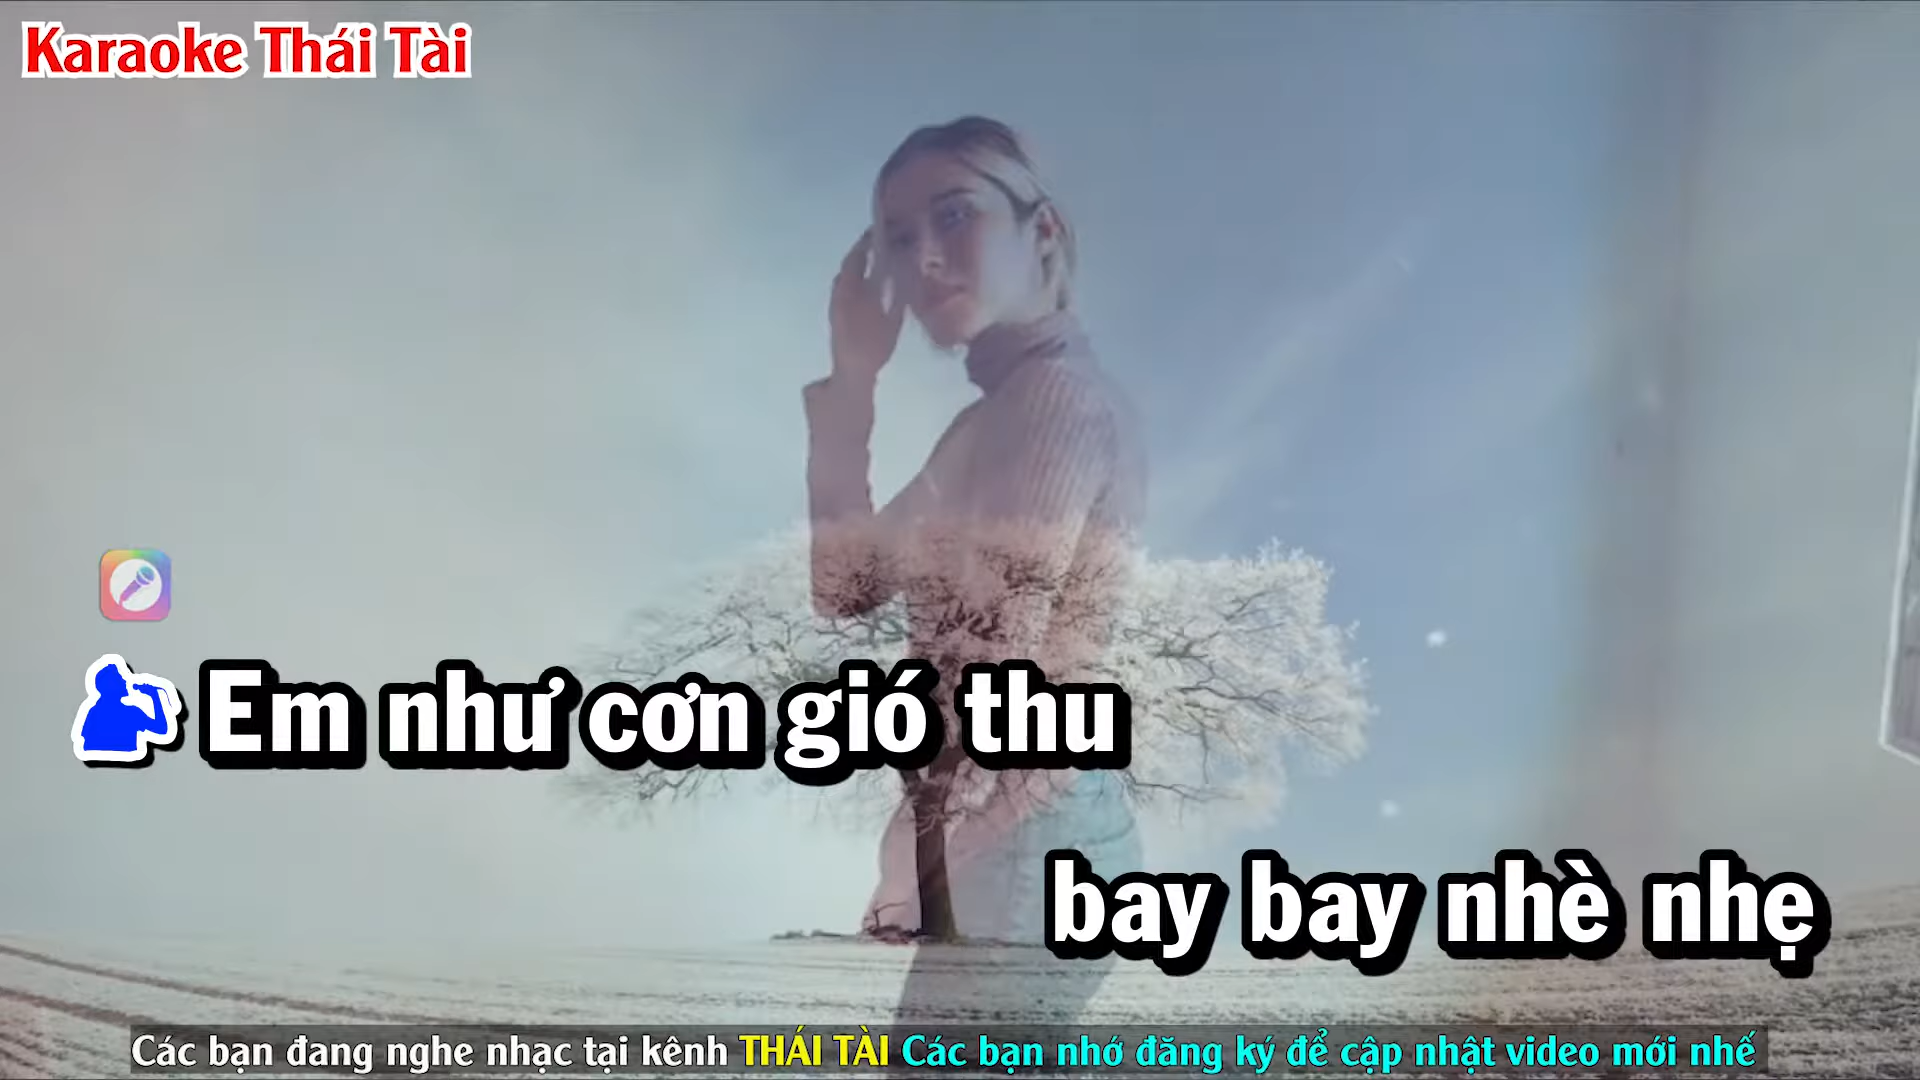 Karaoke Thái Tài
Em như cơn gió thu
bay bay nhè nhẹ
Các bạn đang nghe nhạc tại kênh THÁI TÀI Các bạn nhớ đăng ký để cập nhật video mới nhế